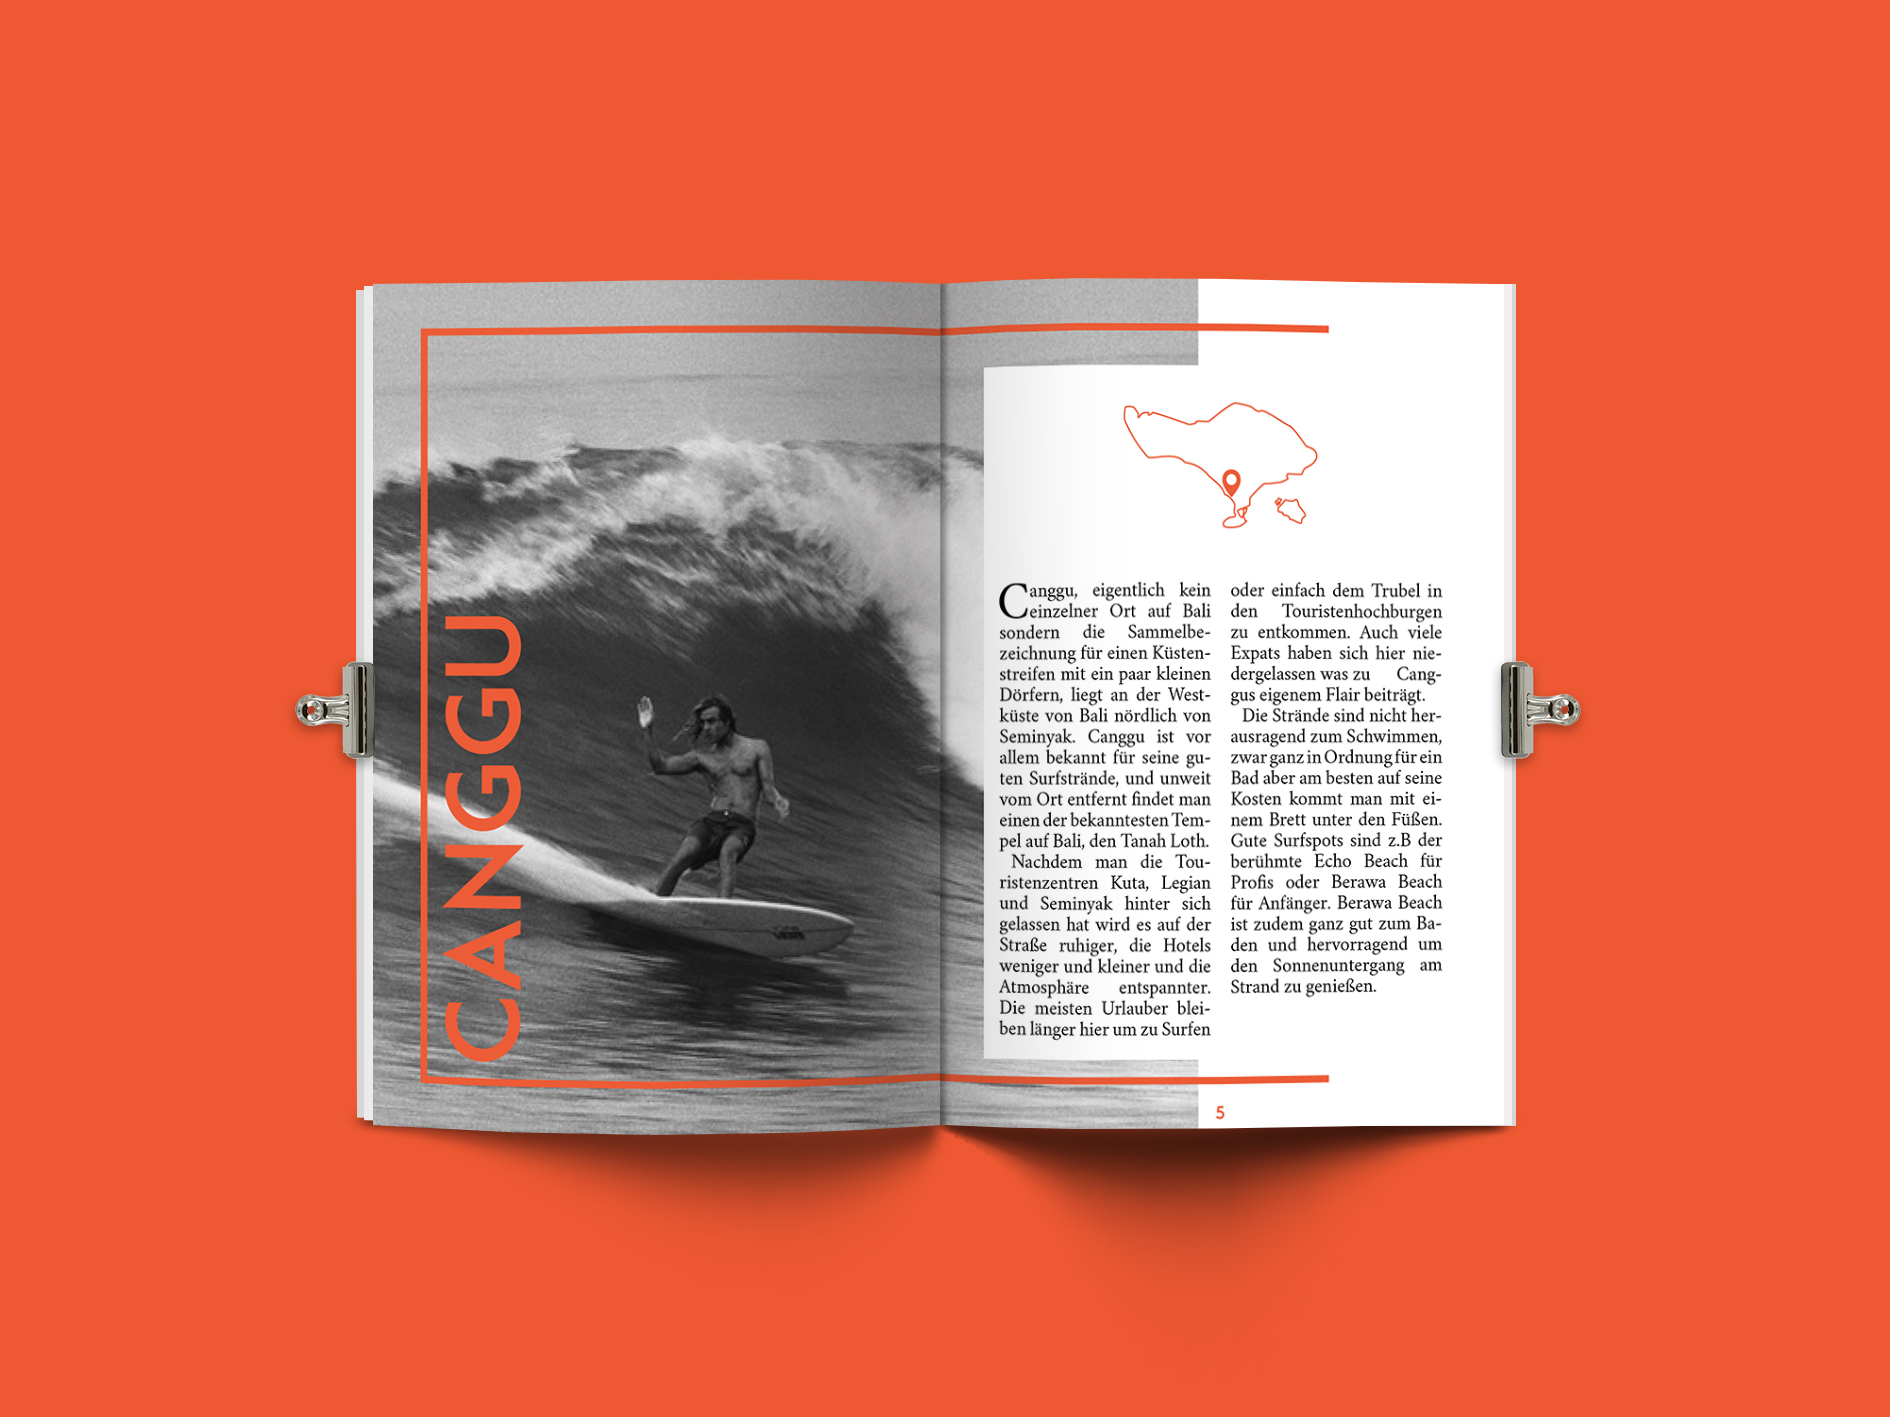 CANGGU
Canggu, eigentlich kein
einzelner Ort auf Bali
sondern die Sammelbe-
zeichnung für einen Küsten-
streifen mit ein paar kleinen
Dörfern, liegt an der West-
küste von Bali nördlich von
Seminyak. Canggu ist vor
allem bekannt für seine gu-
ten Surfstrände, und unweit
vom Ort entfernt findet man
einen der bekanntesten Tem-
pel auf Bali, den Tanah Loth.
Nachdem man die Tou-
ristenzentren Kuta, Legian
und Seminyak hinter sich
gelassen hat wird es auf der
Straße ruhiger, die Hotels
weniger und kleiner und die
Atmosphäre entspannter.
Die meisten Urlauber blei-
ben länger hier um zu Surfen
oder einfach dem Trubel in
den Touristenhochburgen
zu entkommen. Auch viele
Expats haben sich hier nie-
dergelassen was zu Cang-
gus eigenem Flair beiträgt.
Die Strände sind nicht her-
ausragend zum Schwimmen,
zwar ganz in Ordnung für ein
Bad aber am besten auf seine
Kosten kommt man mit ei-
nem Brett unter den Füßen.
Gute Surfspots sind z.B der
berühmte Echo Beach für
Profis oder Berawa Beach
für Anfänger. Berawa Beach
ist zudem ganz gut zum Ba-
den und hervorragend um
den Sonnenuntergang am
Strand zu genießen.
5